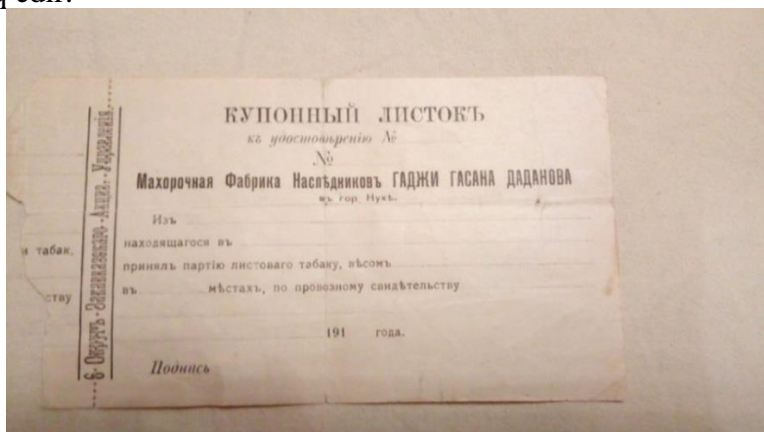 edir.
КУПОННЫЙ ЛИСТОКЪ
къ удостовѣренію №
№
Махорочная Фабрика Наслѣдниковъ ГАДЖИ ГАСАНА ДАДАНОВА
въ гор. Нухѣ.
Изъ
находящагося въ
принялъ партію листоваго табаку, вѣсомъ
въ мѣстахъ, по провозному свидѣтельству
191 года.
Подпись
6 Округъ Закавказскаго Акциз. Управленія
табак,
ству